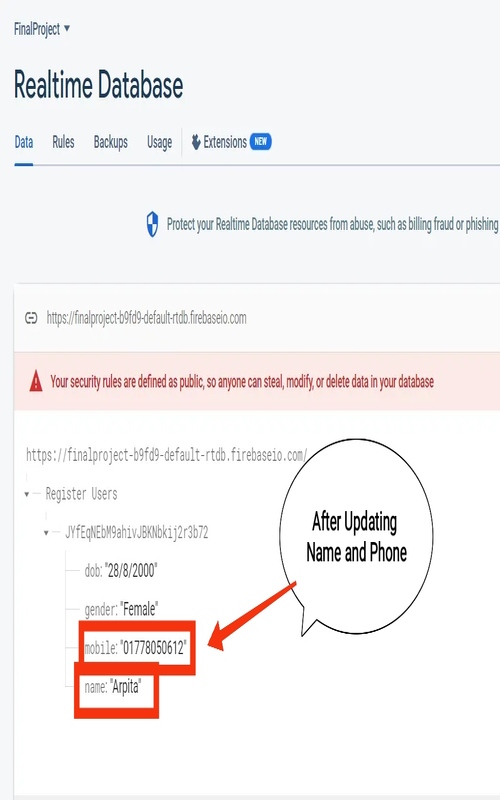 FinalProject
Realtime Database
Data Rules Backups Usage Extensions NEW
Protect your Realtime Database resources from abuse, such as billing fraud or phishing
https://finalproject-b9fd9-default-rtdb.firebaseio.com
Your security rules are defined as public, so anyone can steal, modify, or delete data in your database
https://finalproject-b9fd9-default-rtdb.firebaseio.com/
Register Users
JYfEqNEbM9ahivJBKNbkij2r3b72
After Updating
Name and Phone
dob: "28/8/2000"
gender: "Female"
mobile: "01778050612"
name: "Arpita"